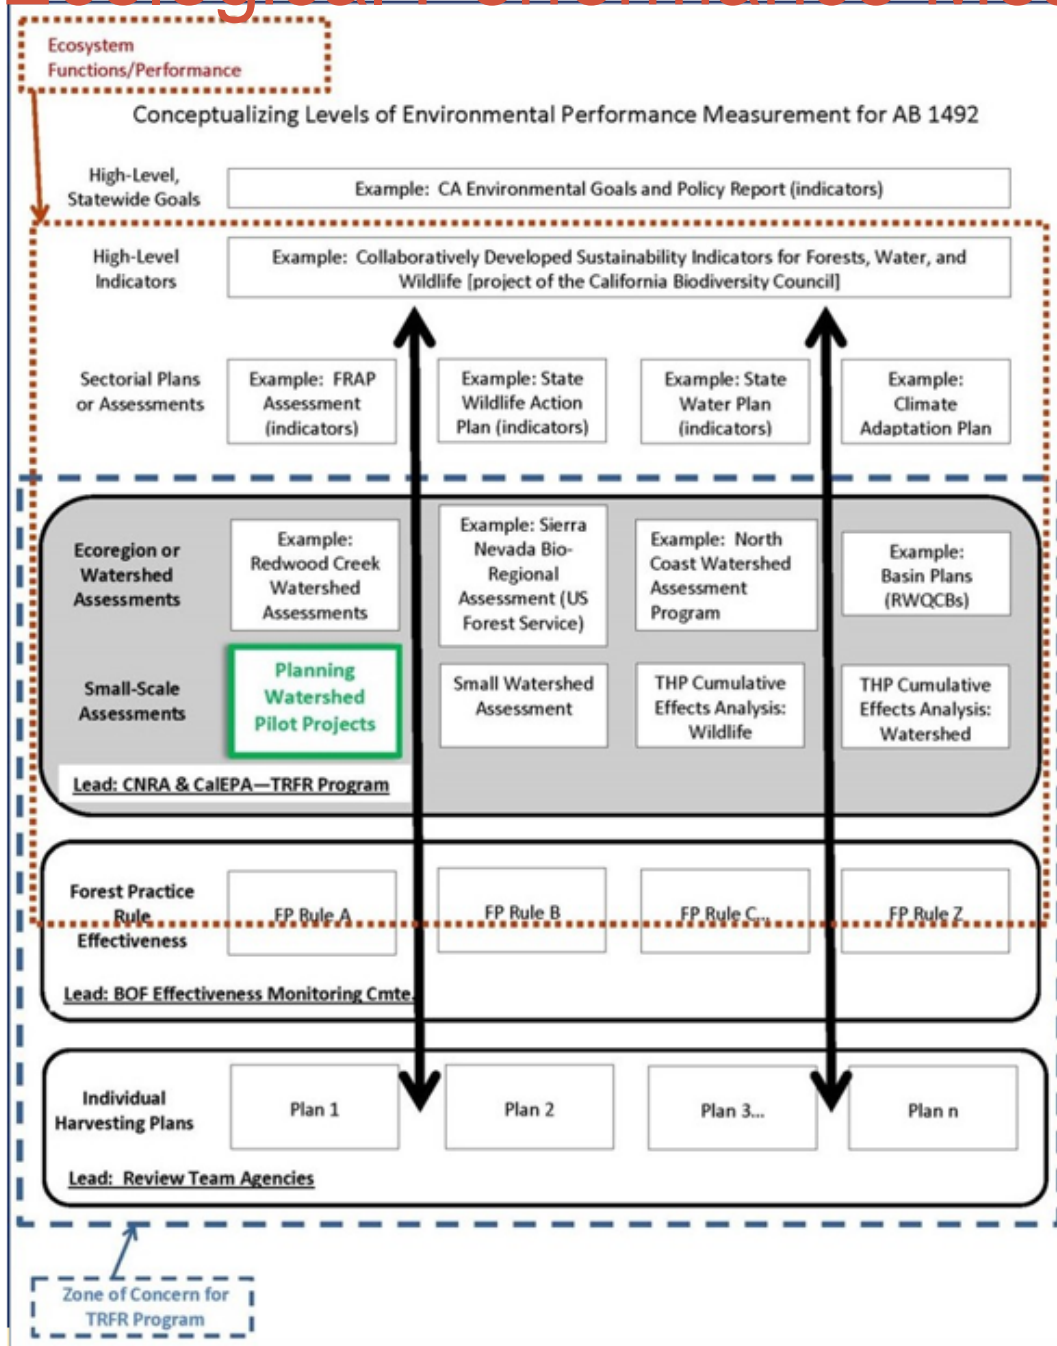 Ecosystem
Functions/Performance
Conceptualizing Levels of Environmental Performance Measurement for AB 1492
High-Level,
Statewide Goals
Example: CA Environmental Goals and Policy Report (indicators)
High-Level
Indicators
Example: Collaboratively Developed Sustainability Indicators for Forests, Water, and
Wildlife [project of the California Biodiversity Council]
Sectorial Plans
or Assessments
Example: FRAP
Assessment
(indicators)
Example: State
Wildlife Action
Plan (indicators)
Example: State
Water Plan
(indicators)
Example:
Climate
Adaptation Plan
Ecoregion or
Watershed
Assessments
Example:
Redwood Creek
Watershed
Assessments
Example: Sierra
Nevada Bio-
Regional
Assessment (US
Forest Service)
Example: North
Coast Watershed
Assessment
Program
Example:
Basin Plans
(RWQCBs)
Small-Scale
Assessments
Planning
Watershed
Pilot Projects
Small Watershed
Assessment
THP Cumulative
Effects Analysis:
Wildlife
THP Cumulative
Effects Analysis:
Watershed
Lead: CNRA & CalEPA—TRFR Program
Forest Practice
Rule
Effectiveness
FP Rule A
FP Rule B
FP Rule C...
FP Rule Z
Lead: BOF Effectiveness Monitoring Cmte.
Individual
Harvesting Plans
Plan 1
Plan 2
Plan 3...
Plan n
Lead: Review Team Agencies
Zone of Concern for
TRFR Program